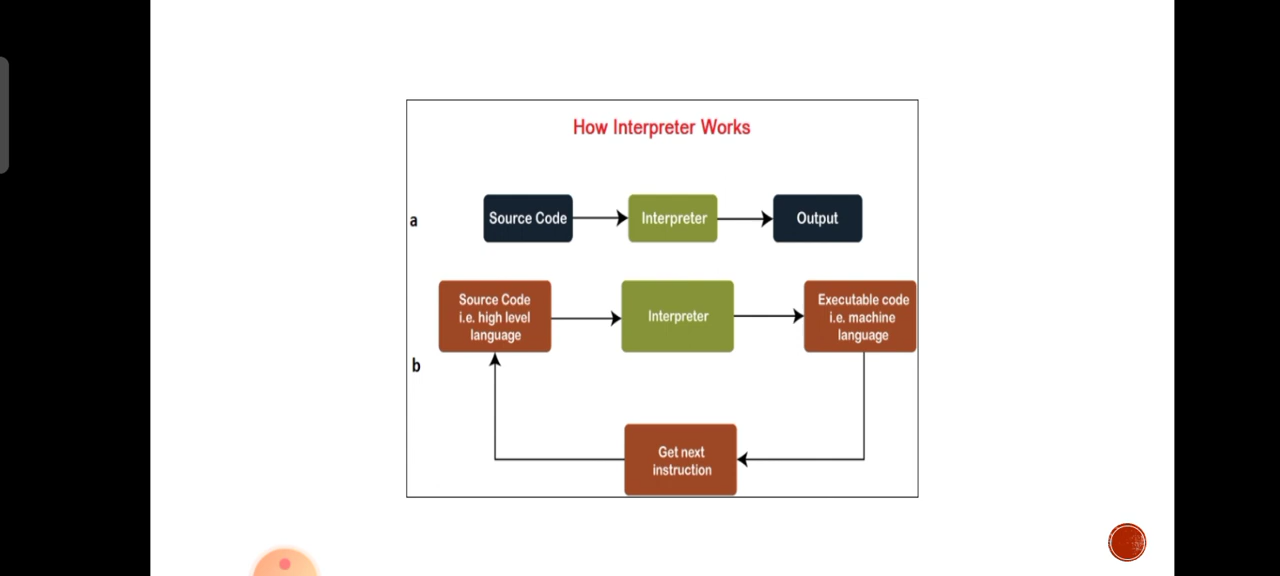 How Interpreter Works
a
Source Code
Interpreter
Output
Source Code
i.e. high level
language
Interpreter
Executable code
i.e. machine
language
b
Get next
instruction